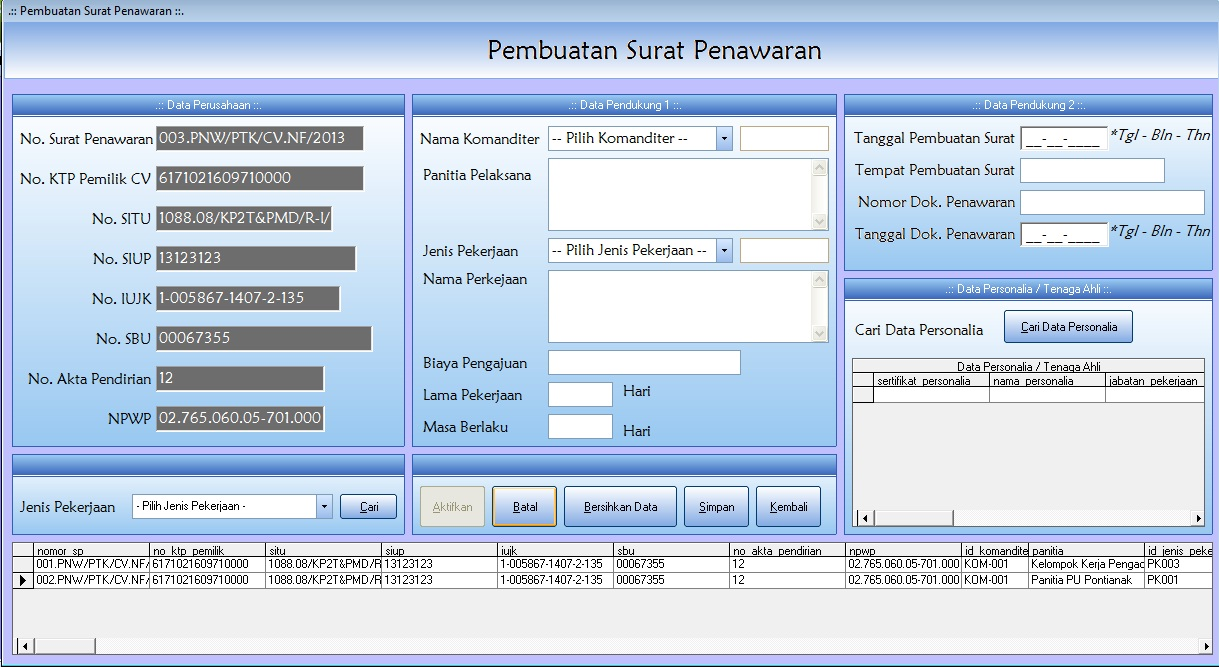 .:: Pembuatan Surat Penawaran ::.
Pembuatan Surat Penawaran
.:: Data Perusahaan ::.
No. Surat Penawaran 003.PNW/PTK/CV.NF/2013
No. KTP Pemilik CV 6171021609710000
No. SITU 1088.08/KP2T&PMD/R-I/
No. SIUP 13123123
No. IUJK 1-005867-1407-2-135
No. SBU 00067355
No. Akta Pendirian 12
NPWP 02.765.060.05-701.000
.:: Data Pendukung 1 ::.
Nama Komanditer -- Pilih Komanditer --
Panitia Pelaksana
Jenis Pekerjaan -- Pilih Jenis Pekerjaan --
Nama Perkejaan
Biaya Pengajuan
Lama Pekerjaan Hari
Masa Berlaku Hari
.:: Data Pendukung 2 ::.
Tanggal Pembuatan Surat __-__-____ *Tgl - Bln - Thn
Tempat Pembuatan Surat
Nomor Dok. Penawaran
Tanggal Dok. Penawaran __-__-____ *Tgl - Bln - Thn
.:: Data Personalia / Tenaga Ahli ::.
Cari Data Personalia Cari Data Personalia
Data Personalia / Tenaga Ahli
sertifikat_personalia nama_personalia jabatan_pekerjaan
Jenis Pekerjaan - Pilih Jenis Pekerjaan - Cari
Aktifkan Batal Bersihkan Data Simpan Kembali
nomor_sp no_ktp_pemilik situ siup iujk sbu no_akta_pendirian npwp id_komandite panitia id_jenis_peke
001.PNW/PTK/CV.NF/ 6171021609710000 1088.08/KP2T&PMD/R 13123123 1-005867-1407-2-135 00067355 12 02.765.060.05-701.000 KOM-001 Kelompok Kerja Pengad PK003
002.PNW/PTK/CV.NF/ 6171021609710000 1088.08/KP2T&PMD/R 13123123 1-005867-1407-2-135 00067355 12 02.765.060.05-701.000 KOM-001 Panitia PU Pontianak PK001